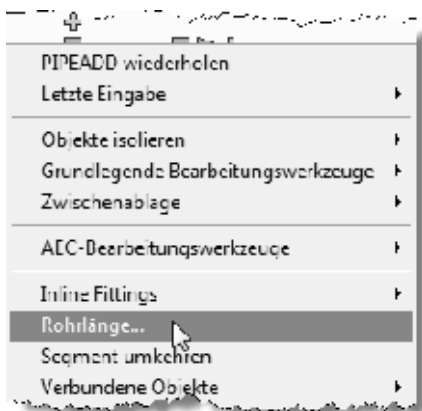 PIPEADD wiederholen
Letzte Eingabe
Objekte isolieren
Grundlegende Bearbeitungswerkzeuge
Zwischenablage
AEC-Bearbeitungswerkzeuge
Inline Fittings
Rohrlänge...
Segment umkehren
Verbundene Objekte